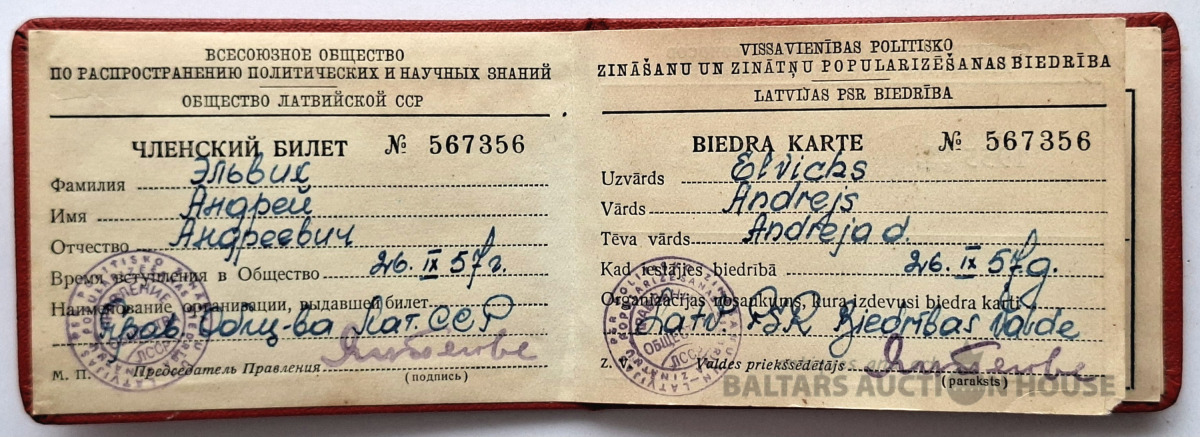 ВСЕСОЮЗНОЕ ОБЩЕСТВО
ПО РАСПРОСТРАНЕНИЮ ПОЛИТИЧЕСКИХ И НАУЧНЫХ ЗНАНИЙ
ОБЩЕСТВО ЛАТВИЙСКОЙ ССР
ЧЛЕНСКИЙ БИЛЕТ № 567356
Фамилия Эльвих
Имя Андрей
Отчество Андреевич
Время вступления в Общество 26. IX 57 г.
Наименование организации, выдавшей билет
Прав. Общ-ва Лат. ССР
М. П. Председатель Правления
(подпись)
VISSAVIENĪBAS POLITISKO
ZINĀŠANU UN ZINĀTŅU POPULARIZĒŠANAS BIEDRĪBA
LATVIJAS PSR BIEDRĪBA
BIEDRA KARTE № 567356
Uzvārds Elvichs
Vārds Andrejs
Tēva vārds Andreja d.
Kad iestājies biedrībā 26. IX 57. g.
Organizācijas nosaukums, kura izdevusi biedra karti
Latv. PSR Biedrības Valde
Z. Valdes priekšsēdētājs
(paraksts)
BALTARS AUCTION HOUSE